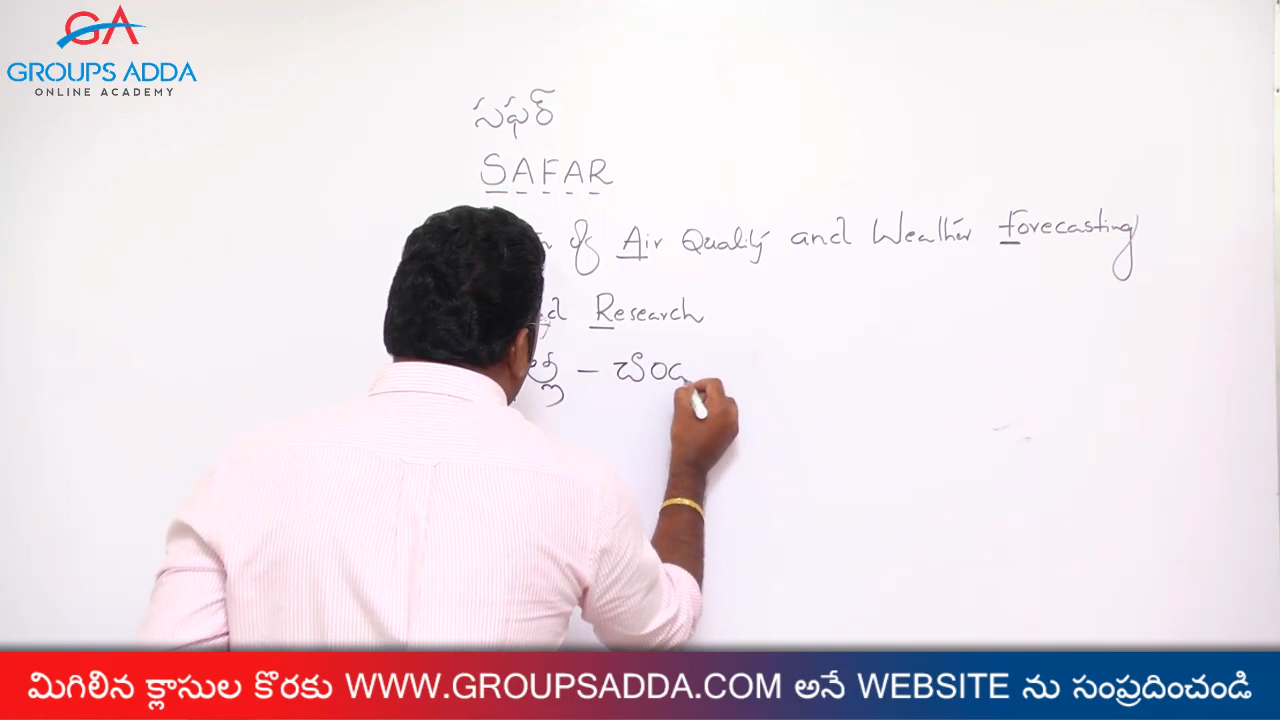 GA
GROUPS ADDA
ONLINE ACADEMY
సఫర్
SAFAR
of Air Quality and Weather Forecasting
Research
– చాంద
మిగిలిన క్లాసుల కొరకు WWW.GROUPSADDA.COM అనే WEBSITE ను సంప్రదించండి